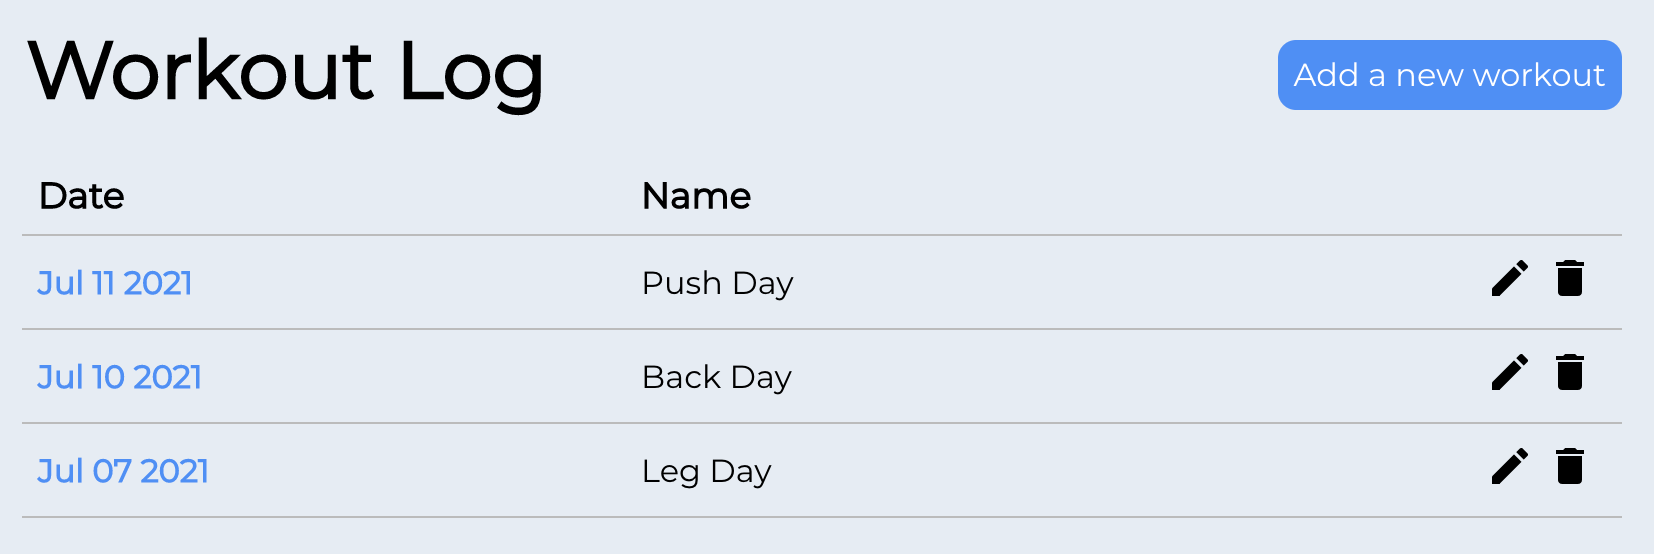 Workout Log
Add a new workout
Date Name
Jul 11 2021 Push Day
Jul 10 2021 Back Day
Jul 07 2021 Leg Day